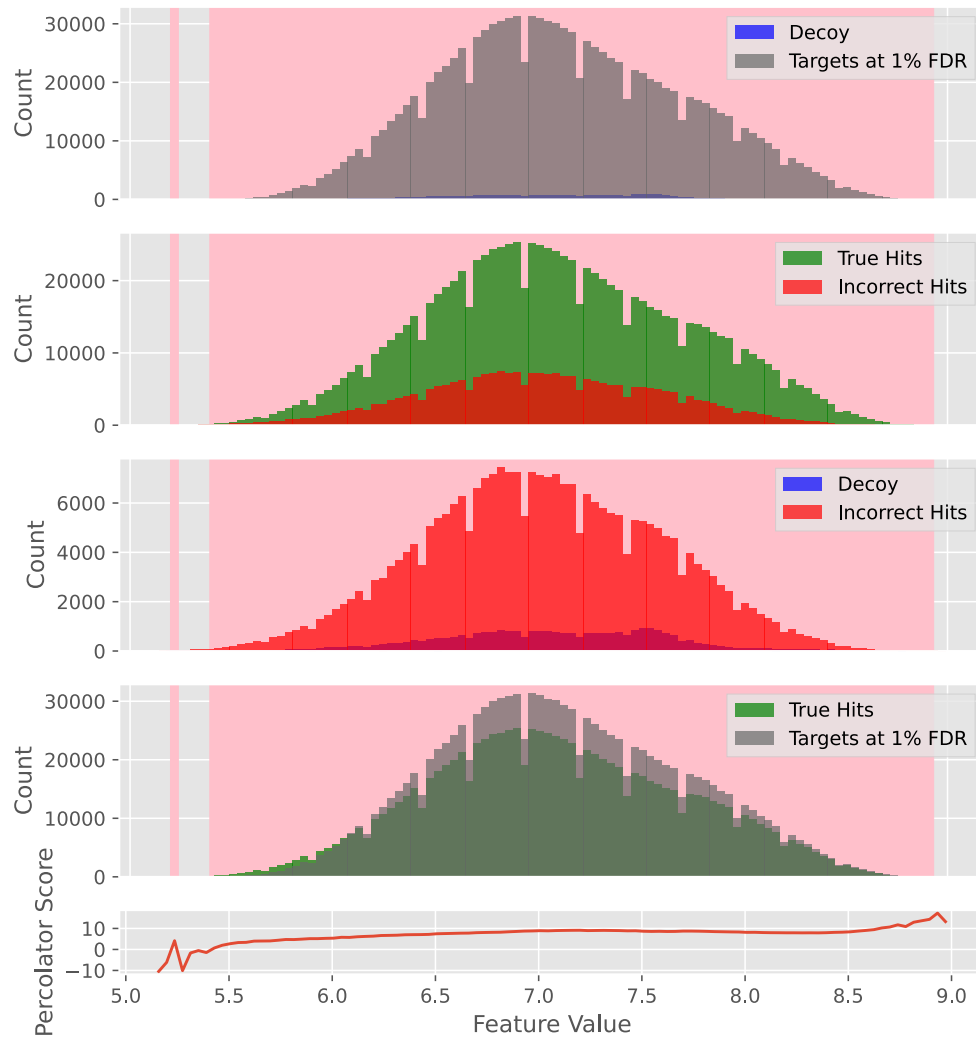 30000
20000
10000
0
Count
Decoy
Targets at 1% FDR
20000
10000
0
Count
True Hits
Incorrect Hits
6000
4000
2000
0
Count
Decoy
Incorrect Hits
30000
20000
10000
0
Count
True Hits
Targets at 1% FDR
10
0
−10
Percolator Score
5.0 5.5 6.0 6.5 7.0 7.5 8.0 8.5 9.0
Feature Value